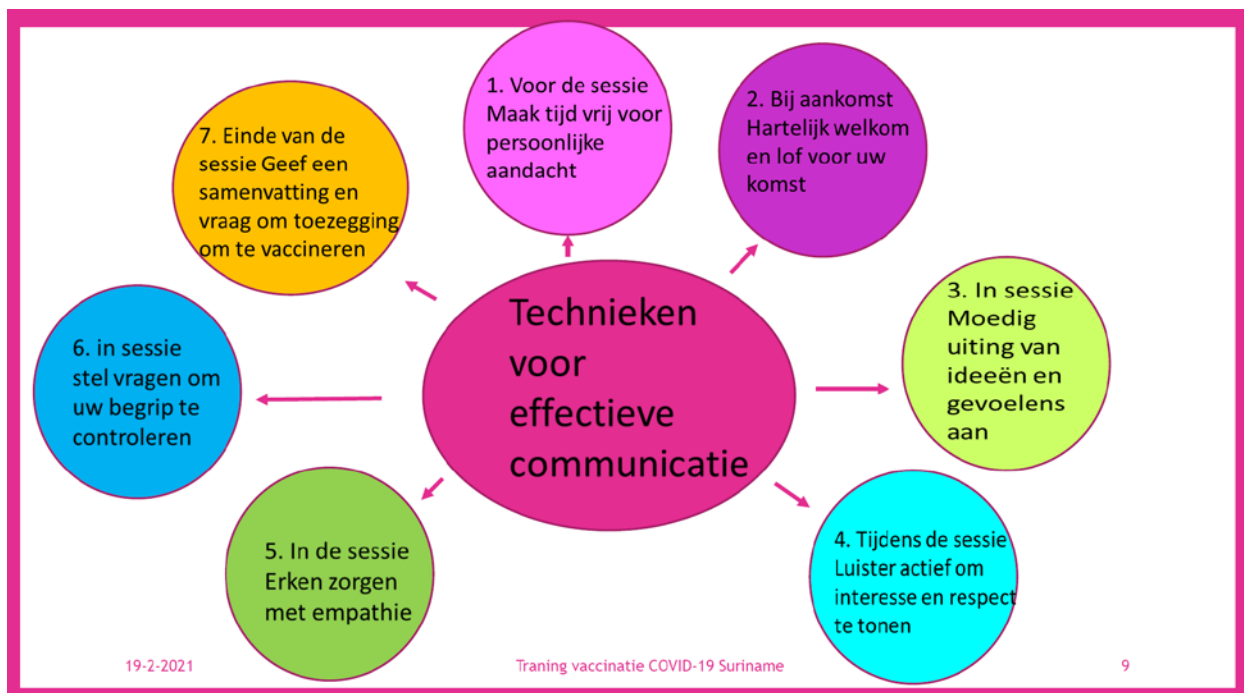 1. Voor de sessie
Maak tijd vrij voor
persoonlijke
aandacht
2. Bij aankomst
Hartelijk welkom
en lof voor uw
komst
3. In sessie
Moedig
uiting van
ideeën en
gevoelens
aan
4. Tijdens de sessie
Luister actief om
interesse en respect
te tonen
5. In de sessie
Erken zorgen
met empathie
6. in sessie
stel vragen om
uw begrip te
controleren
7. Einde van de
sessie Geef een
samenvatting en
vraag om toezegging
om te vaccineren
Technieken
voor
effectieve
communicatie
19-2-2021
Traning vaccinatie COVID-19 Suriname
9